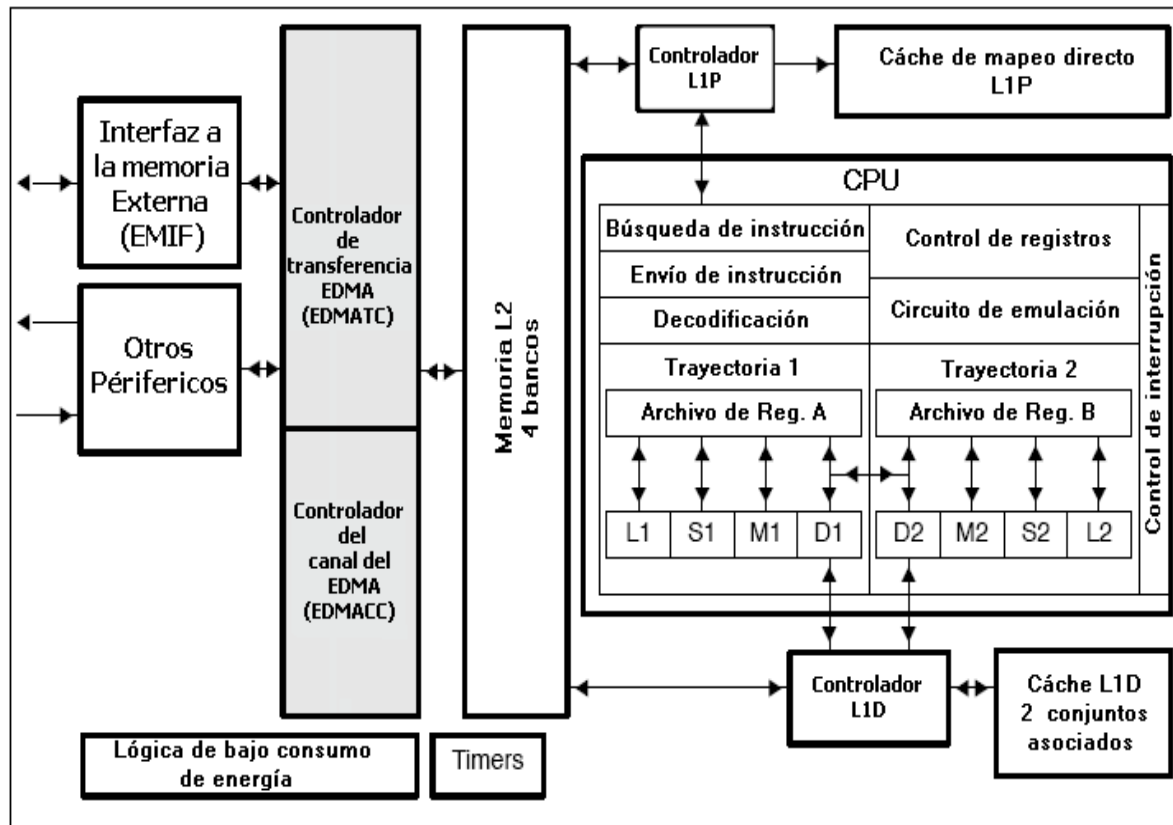 Controlador
L1P
Cáche de mapeo directo
L1P
Interfaz a
la memoria
Externa
(EMIF)
Controlador
de
transferencia
EDMA
(EDMATC)
Memoria L2
4 bancos
CPU
Búsqueda de instrucción
Envío de instrucción
Decodificación
Control de registros
Circuito de emulación
Control de interrupción
Otros
Périfericos
Trayectoria 1
Trayectoria 2
Archivo de Reg. A
Archivo de Reg. B
L1 S1 M1 D1
D2 M2 S2 L2
Controlador
del
canal del
EDMA
(EDMACC)
Controlador
L1D
Cáche L1D
2 conjuntos
asociados
Lógica de bajo consumo
de energía
Timers